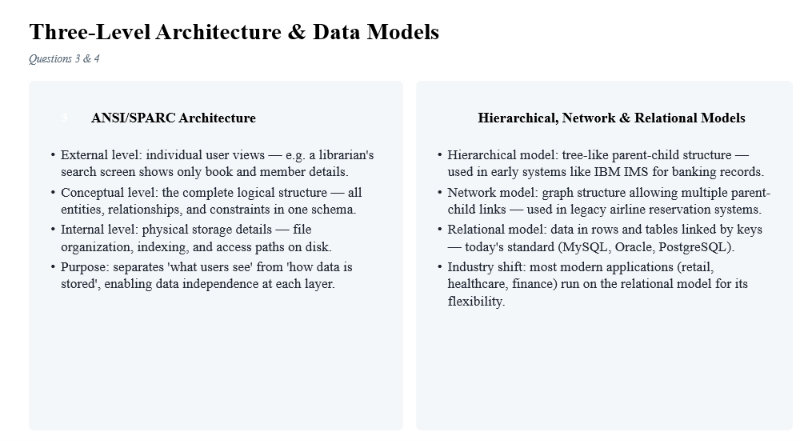 Three-Level Architecture & Data Models
Questions 3 & 4
ANSI/SPARC Architecture
• External level: individual user views — e.g. a librarian's
search screen shows only book and member details.
• Conceptual level: the complete logical structure — all
entities, relationships, and constraints in one schema.
• Internal level: physical storage details — file
organization, indexing, and access paths on disk.
• Purpose: separates 'what users see' from 'how data is
stored', enabling data independence at each layer.
Hierarchical, Network & Relational Models
• Hierarchical model: tree-like parent-child structure —
used in early systems like IBM IMS for banking records.
• Network model: graph structure allowing multiple parent-
child links — used in legacy airline reservation systems.
• Relational model: data in rows and tables linked by keys
— today's standard (MySQL, Oracle, PostgreSQL).
• Industry shift: most modern applications (retail,
healthcare, finance) run on the relational model for its
flexibility.